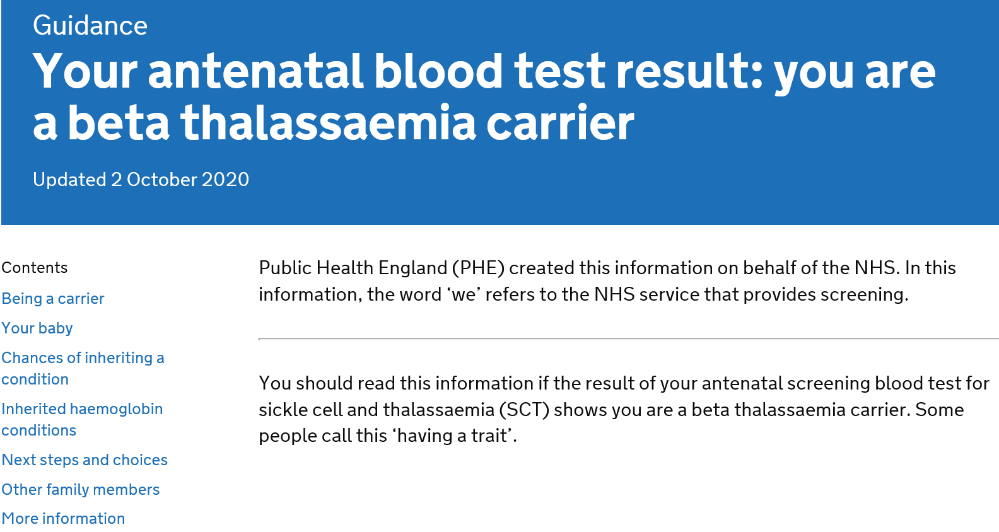 Guidance
Your antenatal blood test result: you are
a beta thalassaemia carrier
Updated 2 October 2020
Contents
Being a carrier
Your baby
Chances of inheriting a
condition
Inherited haemoglobin
conditions
Next steps and choices
Other family members
More information
Public Health England (PHE) created this information on behalf of the NHS. In this
information, the word ‘we’ refers to the NHS service that provides screening.
You should read this information if the result of your antenatal screening blood test for
sickle cell and thalassaemia (SCT) shows you are a beta thalassaemia carrier. Some
people call this ‘having a trait’.